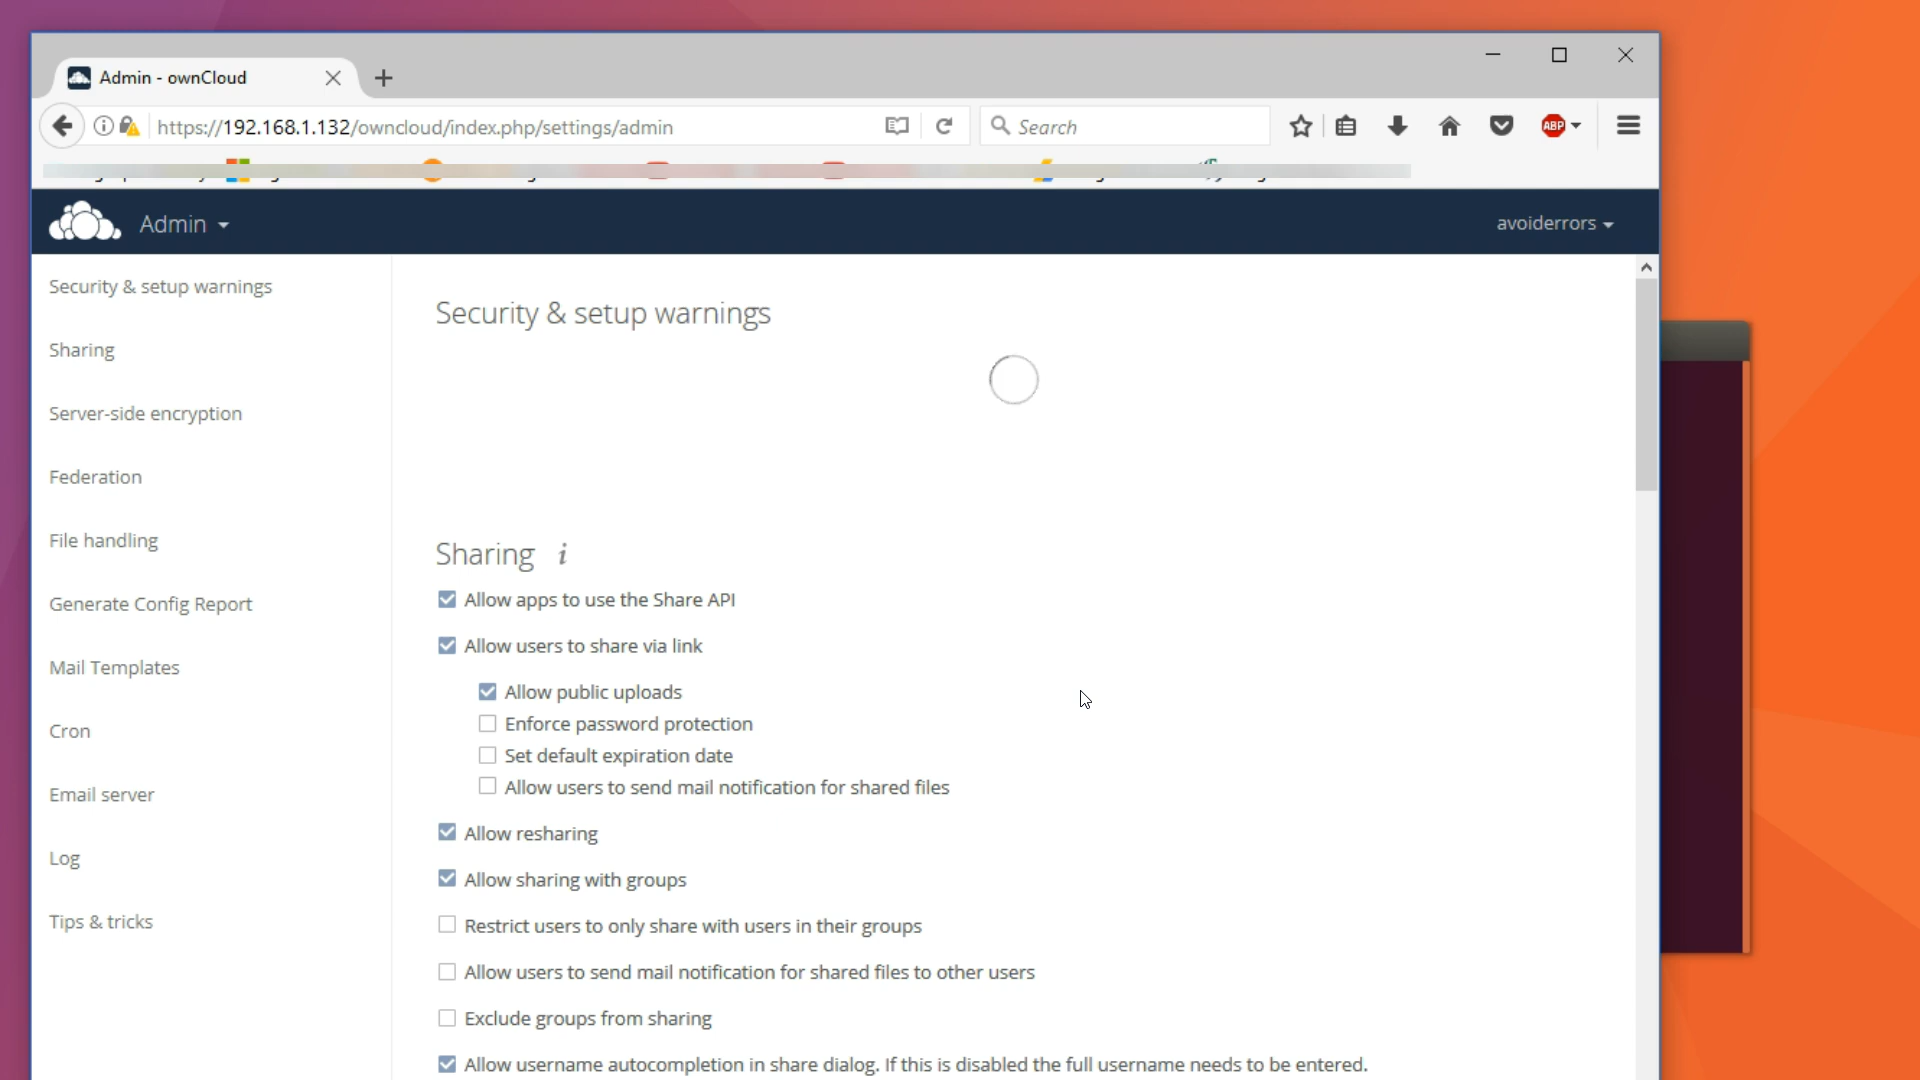 Admin - ownCloud
https://192.168.1.132/owncloud/index.php/settings/admin
Search
ABP
Admin
avoiderrors
Security & setup warnings
Sharing
Server-side encryption
Federation
File handling
Generate Config Report
Mail Templates
Cron
Email server
Log
Tips & tricks
Security & setup warnings
Sharing i
Allow apps to use the Share API
Allow users to share via link
Allow public uploads
Enforce password protection
Set default expiration date
Allow users to send mail notification for shared files
Allow resharing
Allow sharing with groups
Restrict users to only share with users in their groups
Allow users to send mail notification for shared files to other users
Exclude groups from sharing
Allow username autocompletion in share dialog. If this is disabled the full username needs to be entered.